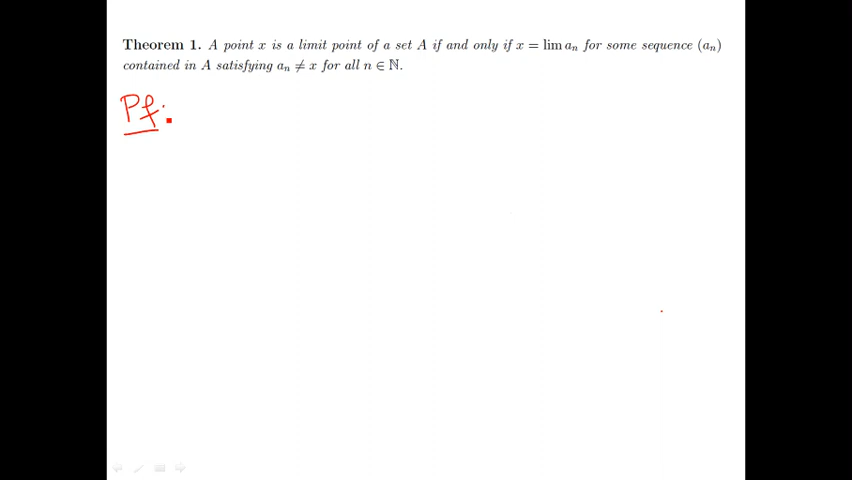 Theorem 1. A point x is a limit point of a set A if and only if x = lim aₙ for some sequence (aₙ)
contained in A satisfying aₙ ≠ x for all n ∈ ℕ.
Pf: